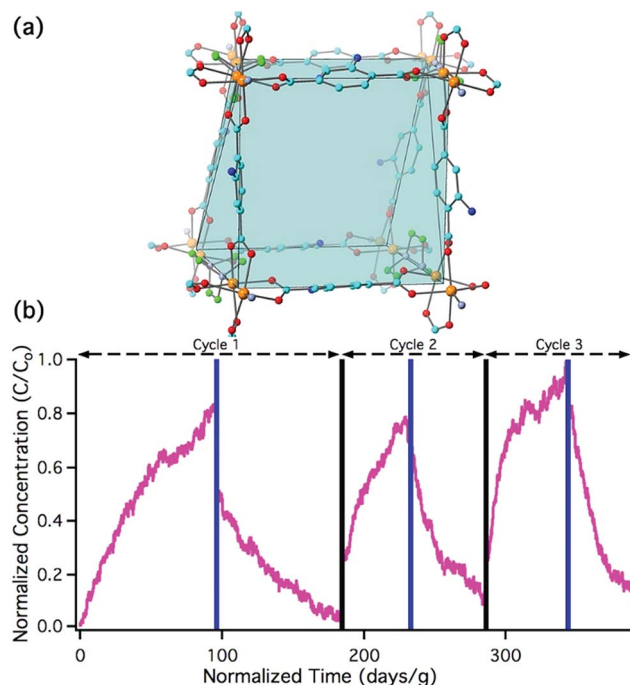 (a)
(b)
Cycle 1 Cycle 2 Cycle 3
Normalized Concentration (C/Co)
1.0
0.8
0.6
0.4
0.2
0.0
0 100 200 300
Normalized Time (days/g)